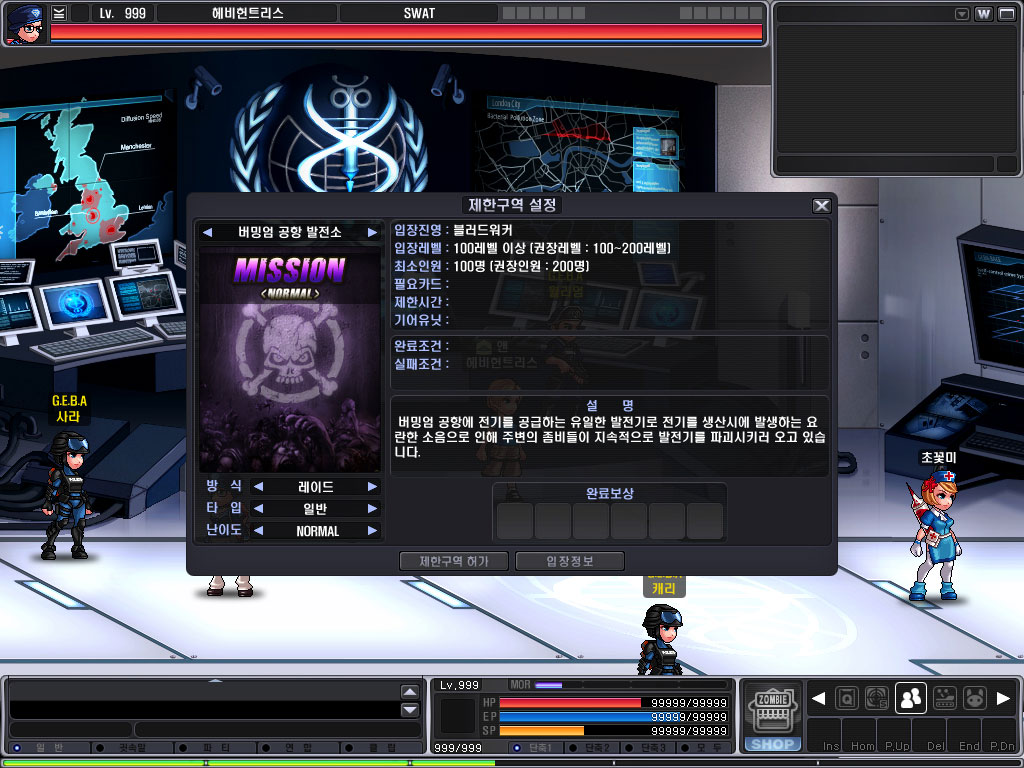 Lv. 999
헤비헌트리스
SWAT
W
Diffusion Speed
Manchester
London City
Bacterial Pollution Zone
제한구역 설정
버밍엄 공항 발전소
MISSION
<NORMAL>
입장진영 : 블러드워커
입장레벨 : 100레벨 이상 (권장레벨 : 100~200레벨)
최소인원 : 100명 (권장인원 : 200명)
필요카드 :
제한시간 :
기어유닛 :
완료조건 :
실패조건 :
헤비헌트리스
설 명
버밍엄 공항에 전기를 공급하는 유일한 발전기로 전기를 생산시에 발생하는 요
란한 소음으로 인해 주변의 좀비들이 지속적으로 발전기를 파괴시키러 오고 있습
니다.
방 식 레이드
타 입 일반
난이도 NORMAL
완료보상
제한구역 허가
입장정보
G.E.B.A
사라
초꽃미
캐리
Lv.999
MOR
HP 99999/99999
EP 99999/99999
SP 99999/99999
999/999
일 반
귓속말
파 티
연 합
클 럽
단축1
단축2
단축3
모 두
ZOMBIE
SHOP
Ins
Hom
P.Up
Del
End
P.Dn